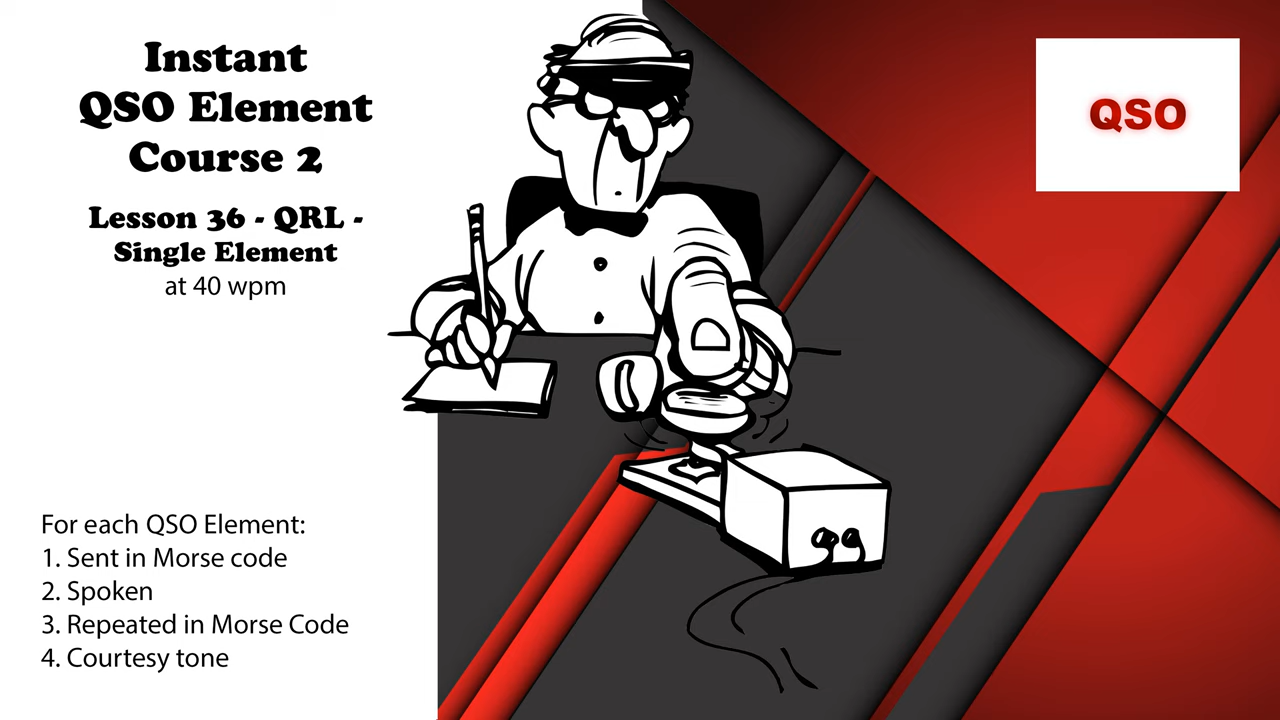 Instant
QSO Element
Course 2
Lesson 36 - QRL -
Single Element
at 40 wpm
QSO
For each QSO Element:
1. Sent in Morse code
2. Spoken
3. Repeated in Morse Code
4. Courtesy tone